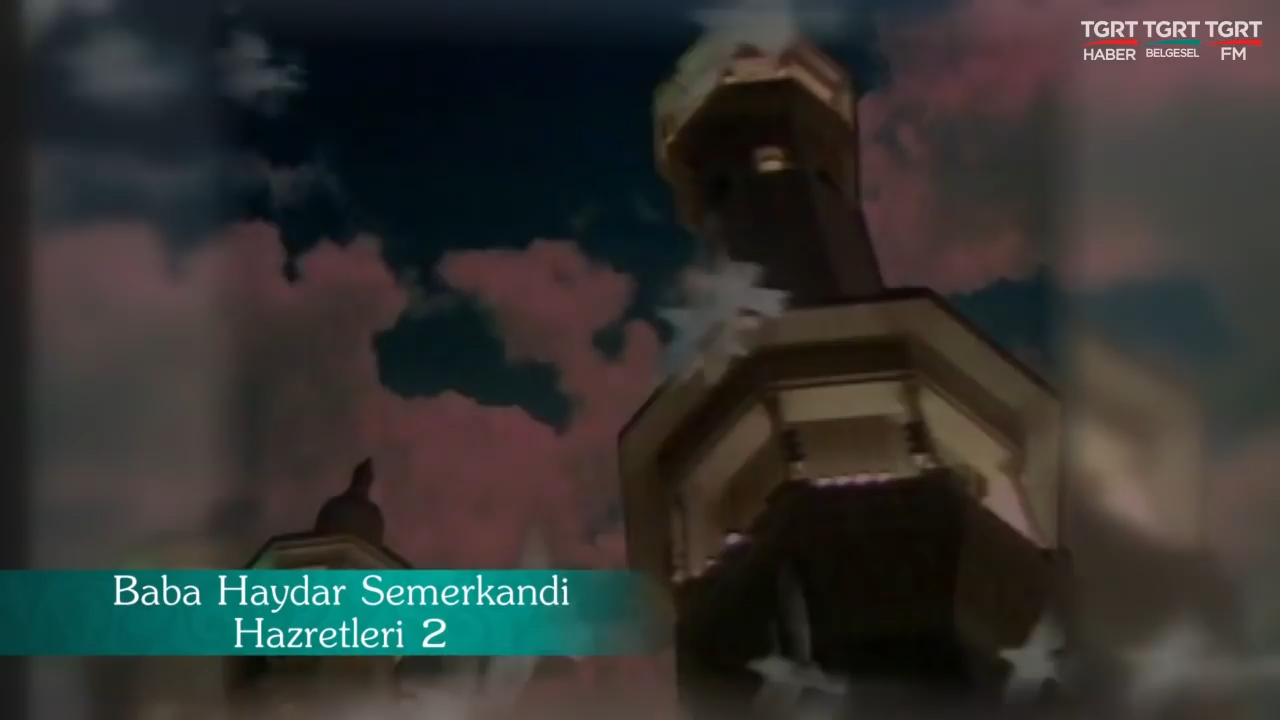 TGRT TGRT TGRT
HABER BELGESEL FM
Baba Haydar Semerkandi
Hazretleri 2